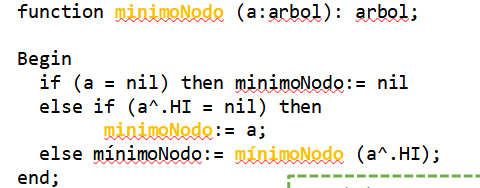 function minimoNodo (a:arbol): arbol;
Begin
if (a = nil) then minimoNodo:= nil
else if (a^.HI = nil) then
minimoNodo:= a;
else mínimoNodo:= mínimoNodo (a^.HI);
end;